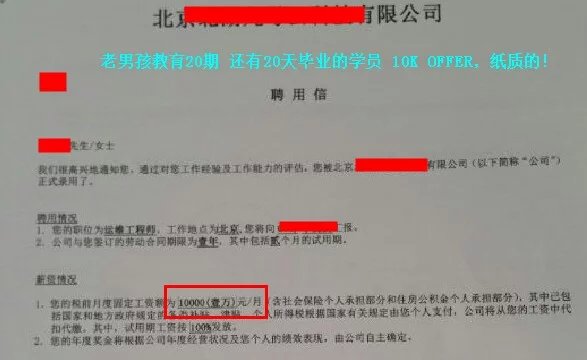 北京 有限公司
老男孩教育20期 还有20天毕业的学员 10K OFFER, 纸质的!
聘用信
先生/女士
我们很高兴地通知您,通过对您工作经验及工作能力的评估,您被北京 有限公司(以下简称“公司”)
正式录用了。
聘用情况
1. 您的职位为运维工程师,工作地点为北京,您将向 汇报。
2. 公司与您签订的劳动合同期限为壹年,其中包括贰个月的试用期。
薪资情况
1. 您的税前月度固定工资额为10000(壹万)元/月(含社会保险个人承担部分和住房公积金个人承担部分),其中已包
括国家和地方政府规定的各项补贴、津贴,个人所得税根据国家有关规定由您个人支付,公司将从您的工资中代
扣代缴。其中,试用期工资按100%发放。
2. 您的年度奖金将根据公司年度经营状况及您个人的绩效表现,由公司自主确定。